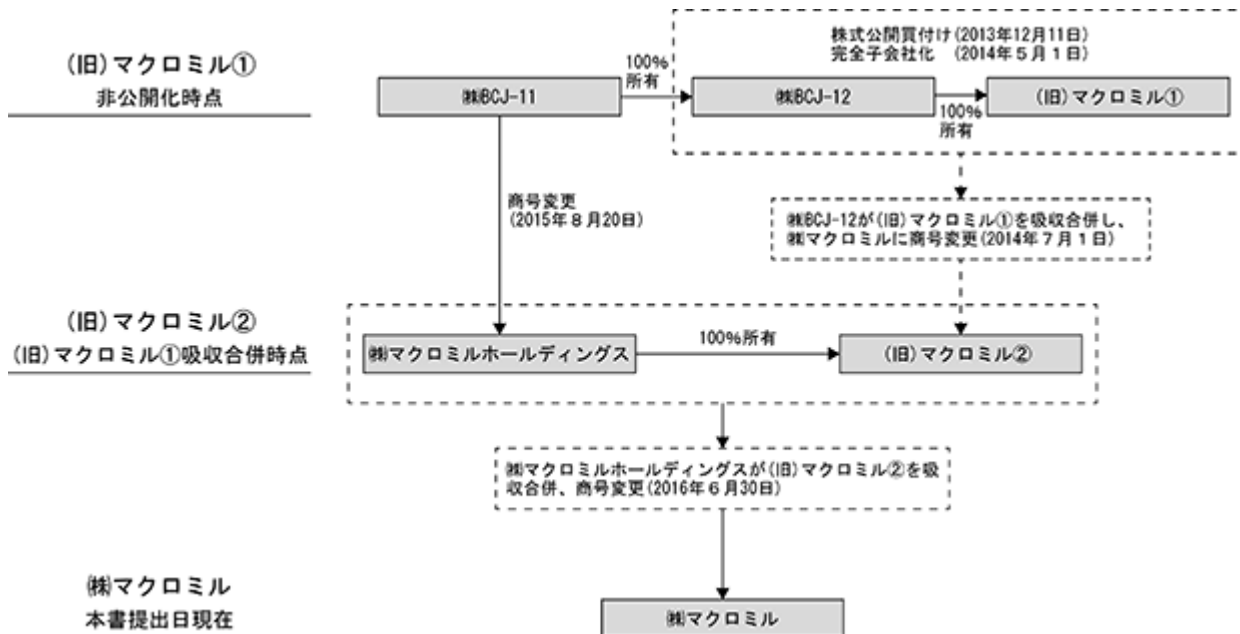 株式公開買付け(2013年12月11日)
完全子会社化 (2014年5月1日)
(旧)マクロミル①
非公開化時点
㈱BCJ-11
100%
所有
㈱BCJ-12
100%
所有
(旧)マクロミル①
商号変更
(2015年8月20日)
㈱BCJ-12が(旧)マクロミル①を吸収合併し、
㈱マクロミルに商号変更(2014年7月1日)
(旧)マクロミル②
(旧)マクロミル①吸収合併時点
㈱マクロミルホールディングス
100%所有
(旧)マクロミル②
㈱マクロミルホールディングスが(旧)マクロミル②を吸
収合併、商号変更(2016年6月30日)
㈱マクロミル
本書提出日現在
㈱マクロミル